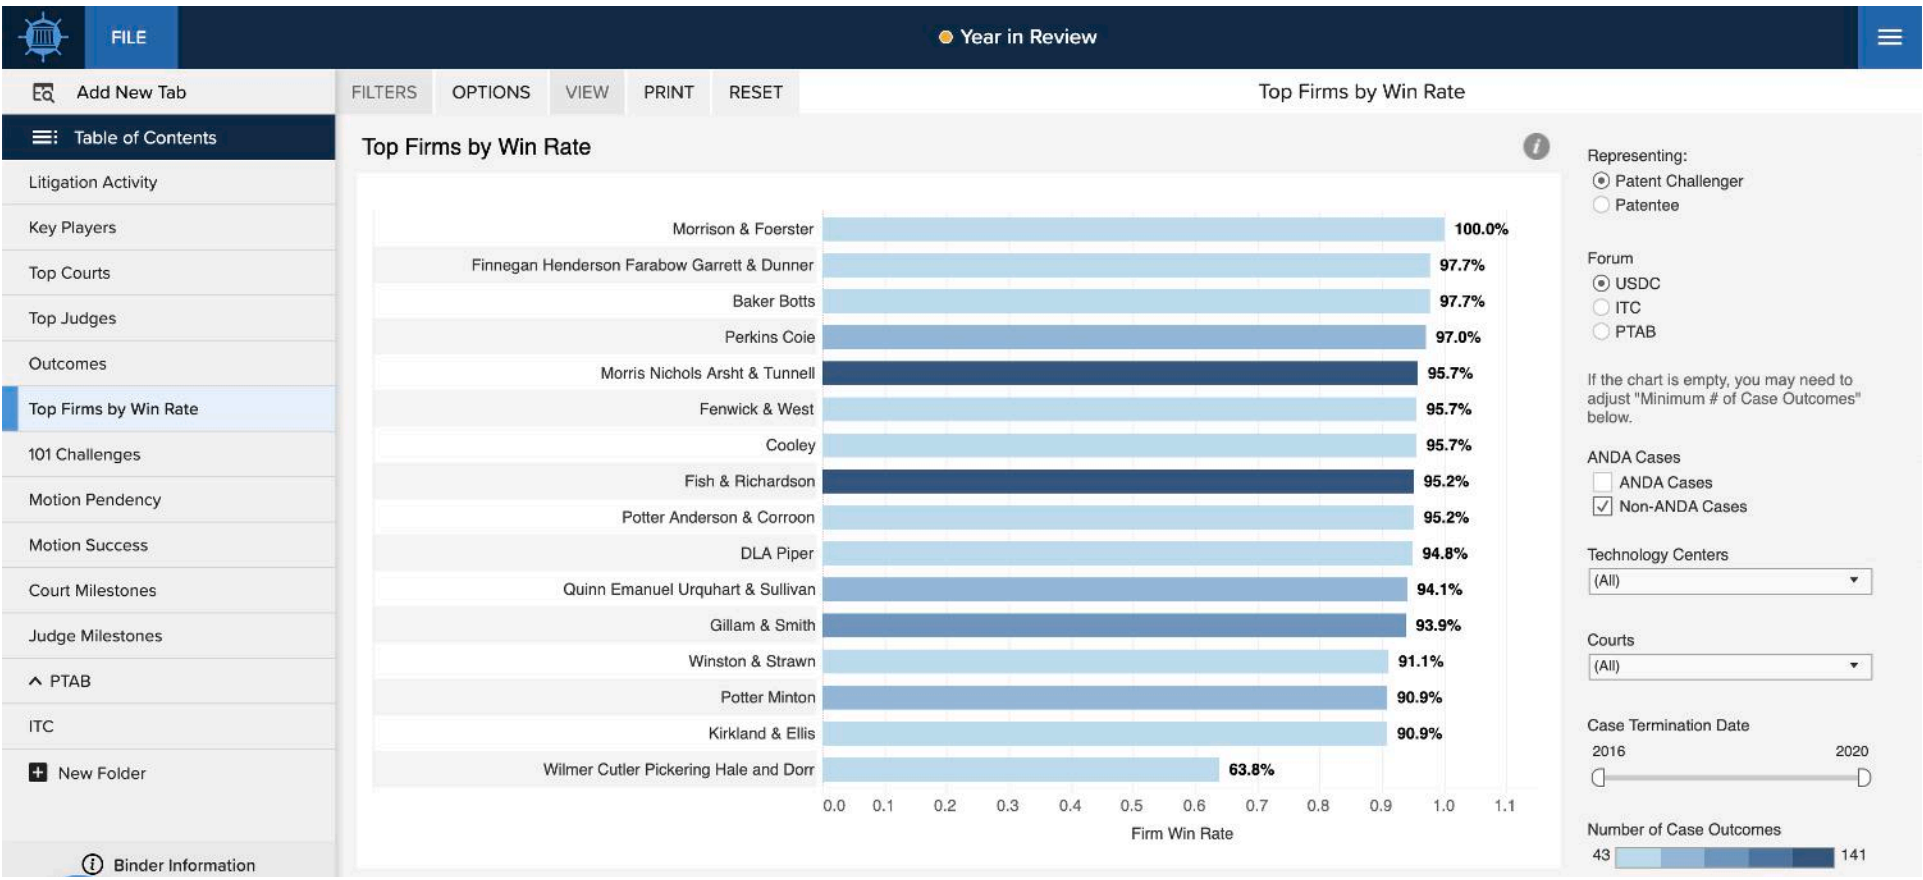 FILE
Year in Review
Add New Tab
FILTERS OPTIONS VIEW PRINT RESET
Top Firms by Win Rate
Table of Contents
Litigation Activity
Key Players
Top Courts
Top Judges
Outcomes
Top Firms by Win Rate
101 Challenges
Motion Pendency
Motion Success
Court Milestones
Judge Milestones
PTAB
ITC
New Folder
Binder Information
Top Firms by Win Rate
i
Morrison & Foerster 100.0%
Finnegan Henderson Farabow Garrett & Dunner 97.7%
Baker Botts 97.7%
Perkins Coie 97.0%
Morris Nichols Arsht & Tunnell 95.7%
Fenwick & West 95.7%
Cooley 95.7%
Fish & Richardson 95.2%
Potter Anderson & Corroon 95.2%
DLA Piper 94.8%
Quinn Emanuel Urquhart & Sullivan 94.1%
Gillam & Smith 93.9%
Winston & Strawn 91.1%
Potter Minton 90.9%
Kirkland & Ellis 90.9%
Wilmer Cutler Pickering Hale and Dorr 63.8%
0.0 0.1 0.2 0.3 0.4 0.5 0.6 0.7 0.8 0.9 1.0 1.1
Firm Win Rate
Representing:
Patent Challenger
Patentee
Forum
USDC
ITC
PTAB
If the chart is empty, you may need to
adjust "Minimum # of Case Outcomes"
below.
ANDA Cases
ANDA Cases
Non-ANDA Cases
Technology Centers
(All)
Courts
(All)
Case Termination Date
2016 2020
Number of Case Outcomes
43 141